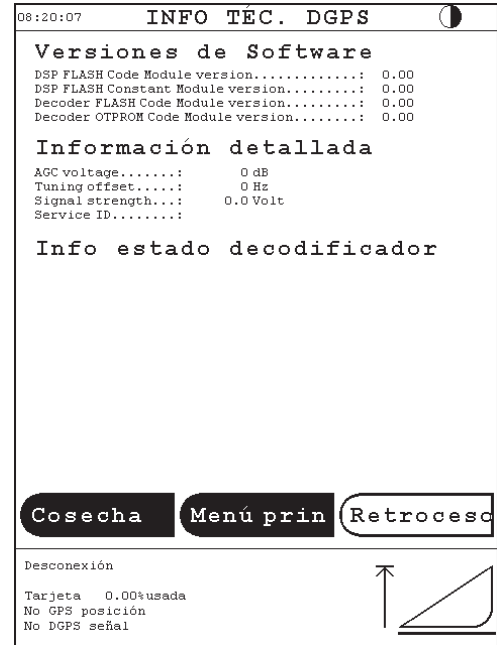 08:20:07 INFO TÉC. DGPS
Versiones de Software
DSP FLASH Code Module version.............: 0.00
DSP FLASH Constant Module version.........: 0.00
Decoder FLASH Code Module version.........: 0.00
Decoder OTPROM Code Module version........: 0.00
Información detallada
AGC voltage.......: 0 dB
Tuning offset.....: 0 Hz
Signal strength...: 0.0 Volt
Service ID........:
Info estado decodificador
Cosecha Menú prin Retroceso
Desconexión
Tarjeta 0.00%usada
No GPS posición
No DGPS señal